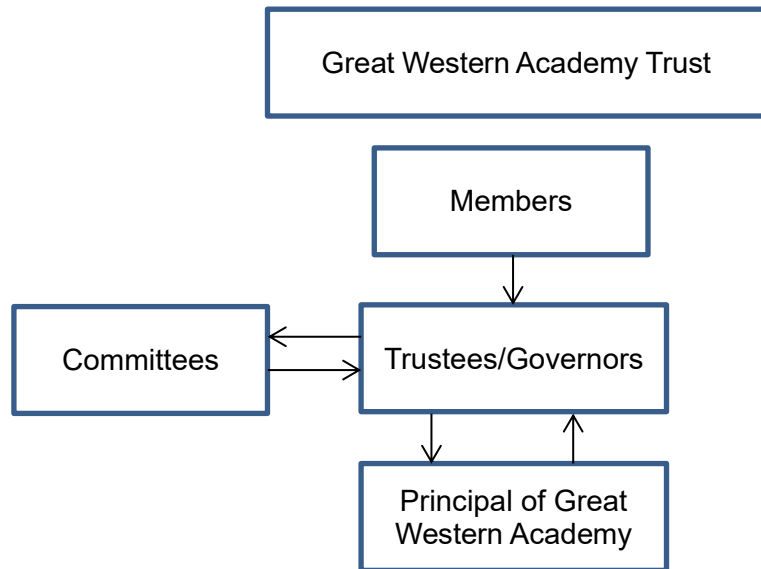 Great Western Academy Trust
Members
Committees
Trustees/Governors
Principal of Great
Western Academy